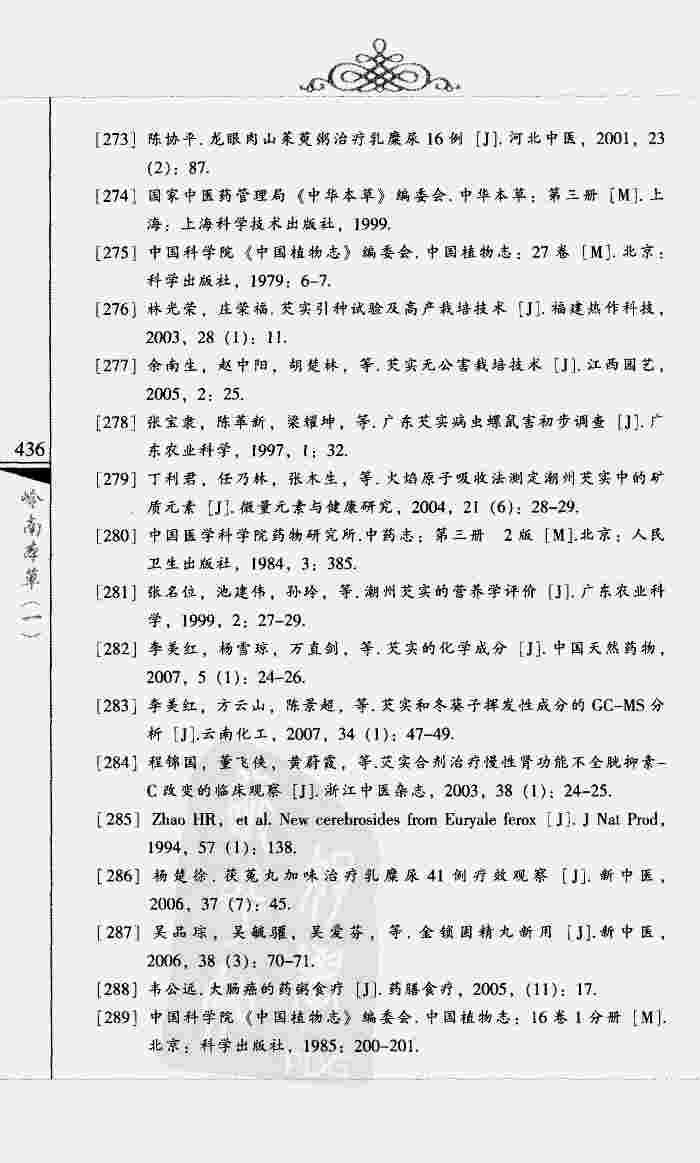 [273] 陈协平.龙眼肉山茱萸粥治疗乳糜尿16例 [J].河北中医，2001，23
(2)：87.
[274] 国家中医药管理局《中华本草》编委会.中华本草：第三册 [M].上
海：上海科学技术出版社，1999.
[275] 中国科学院《中国植物志》编委会.中国植物志：27卷 [M].北京：
科学出版社，1979：6-7.
[276] 林光荣，庄荣福.芡实引种试验及高产栽培技术 [J].福建热作科技，
2003，28 (1)：11.
[277] 余南生，赵中阳，胡楚林，等.芡实无公害栽培技术 [J].江西园艺，
2005，2：25.
[278] 张宝隶，陈革新，梁耀坤，等.广东芡实病虫螺鼠害初步调查 [J].广
东农业科学，1997，1：32.
436
[279] 丁利君，任乃林，张木生，等.火焰原子吸收法测定潮州芡实中的矿
质元素 [J].微量元素与健康研究，2004，21 (6)：28-29.
岭南本草（一）
[280] 中国医学科学院药物研究所.中药志：第三册 2版 [M].北京：人民
卫生出版社，1984，3：385.
[281] 张名位，池建伟，孙玲，等.潮州芡实的营养学评价 [J].广东农业科
学，1999，2：27-29.
[282] 李美红，杨雪琼，万直剑，等.芡实的化学成分 [J].中国天然药物，
2007，5 (1)：24-26.
[283] 李美红，方云山，陈景超，等.芡实和冬葵子挥发性成分的GC-MS分
析 [J].云南化工，2007，34 (1)：47-49.
[284] 程锦国，董飞侠，黄蔚霞，等.芡实合剂治疗慢性肾功能不全胱抑素-
C改变的临床观察 [J].浙江中医杂志，2003，38 (1)：24-25.
[285] Zhao HR, et al. New cerebrosides from Euryale ferox [J]. J Nat Prod,
1994，57 (1)：138.
[286] 杨楚徐.茯菟丸加味治疗乳糜尿41例疗效观察 [J].新中医，
2006，37 (7)：45.
[287] 吴品琮，吴毓骝，吴爱芬，等.金锁固精丸新用 [J].新中医，
2006，38 (3)：70-71.
[288] 韦公远.大肠癌的药粥食疗 [J].药膳食疗，2005，(11)：17.
[289] 中国科学院《中国植物志》编委会.中国植物志：16卷1分册 [M].
北京：科学出版社，1985：200-201.